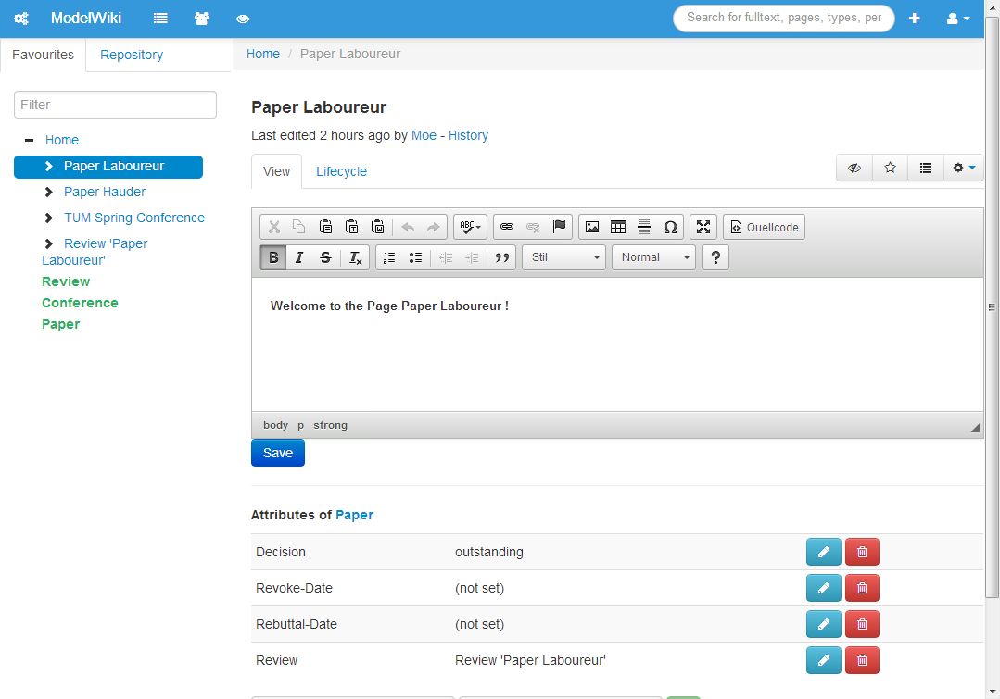 ModelWiki
Search for fulltext, pages, types, per
Favourites
Repository
Home / Paper Laboureur
Filter
Home
Paper Laboureur
Paper Hauder
TUM Spring Conference
Review 'Paper
Laboureur'
Review
Conference
Paper
Paper Laboureur
Last edited 2 hours ago by Moe - History
View
Lifecycle
ABC
Quellcode
B I S Ix
Stil
Normal
?
Welcome to the Page Paper Laboureur !
body p strong
Save
Attributes of Paper
Decision outstanding
Revoke-Date (not set)
Rebuttal-Date (not set)
Review Review 'Paper Laboureur'